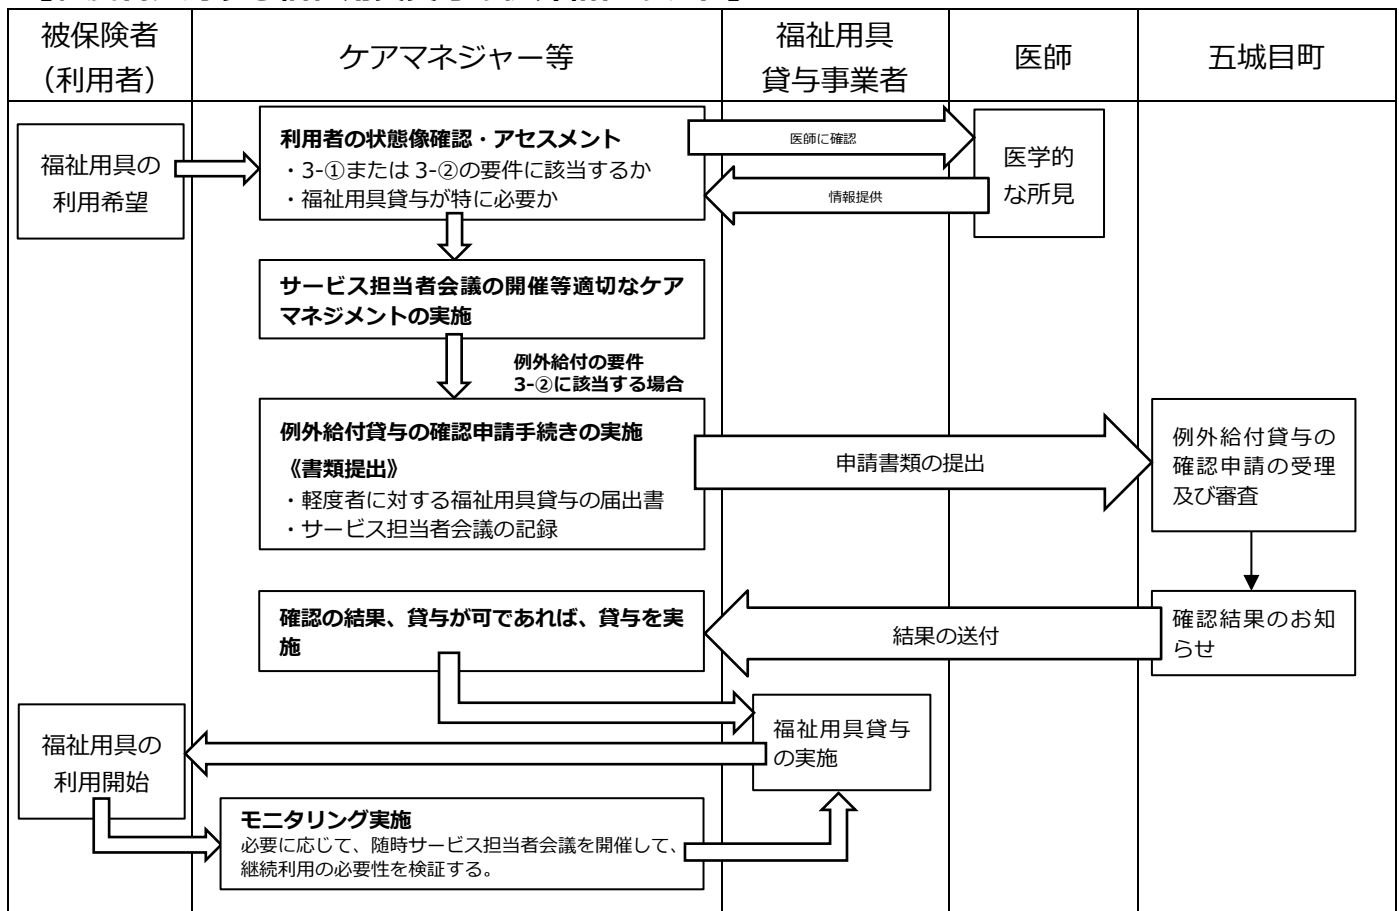 被保険者
（利用者）
ケアマネジャー等
福祉用具
貸与事業者
医師
五城目町
福祉用具の
利用希望
利用者の状態像確認・アセスメント
・3-①または 3-②の要件に該当するか
・福祉用具貸与が特に必要か
医師に確認
情報提供
医学的
な所見
サービス担当者会議の開催等適切なケア
マネジメントの実施
例外給付の要件
3-②に該当する場合
例外給付貸与の確認申請手続きの実施
《書類提出》
・軽度者に対する福祉用具貸与の届出書
・サービス担当者会議の記録
申請書類の提出
例外給付貸与の
確認申請の受理
及び審査
確認の結果、貸与が可であれば、貸与を実
施
結果の送付
確認結果のお知
らせ
福祉用具貸与
の実施
福祉用具の
利用開始
モニタリング実施
必要に応じて、随時サービス担当者会議を開催して、
継続利用の必要性を検証する。